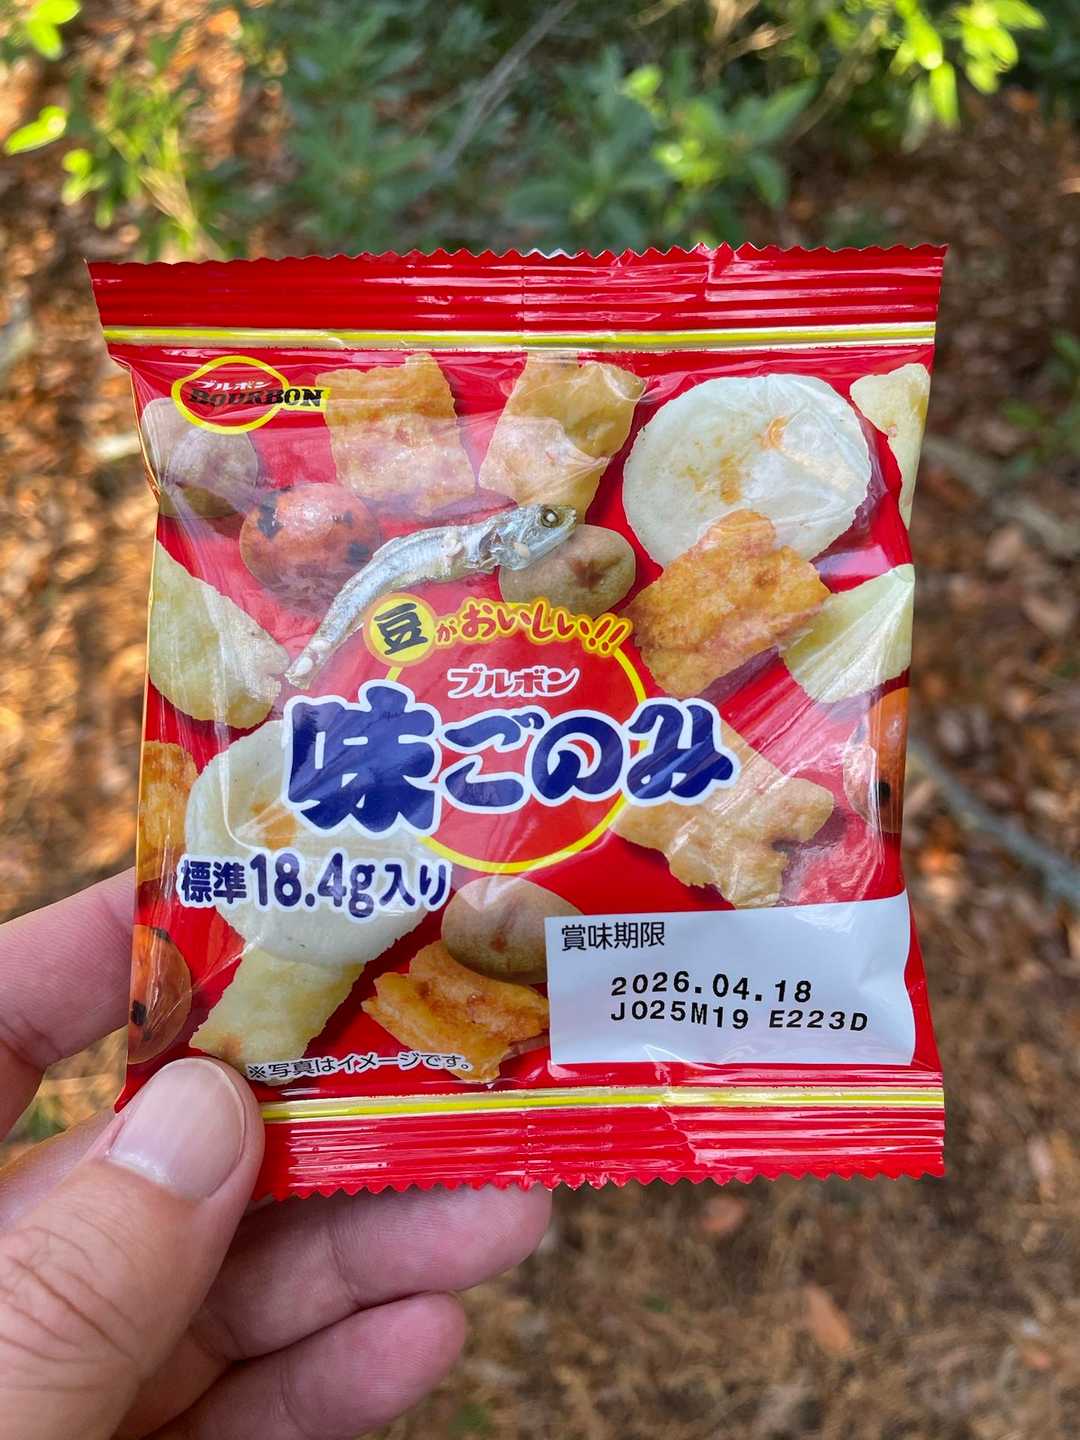 ブルボン
BOURBON
豆がおいしい!!
ブルボン
味ごのみ
標準18.4g入り
賞味期限
2026.04.18
J025M19 E223D
※写真はイメージです。